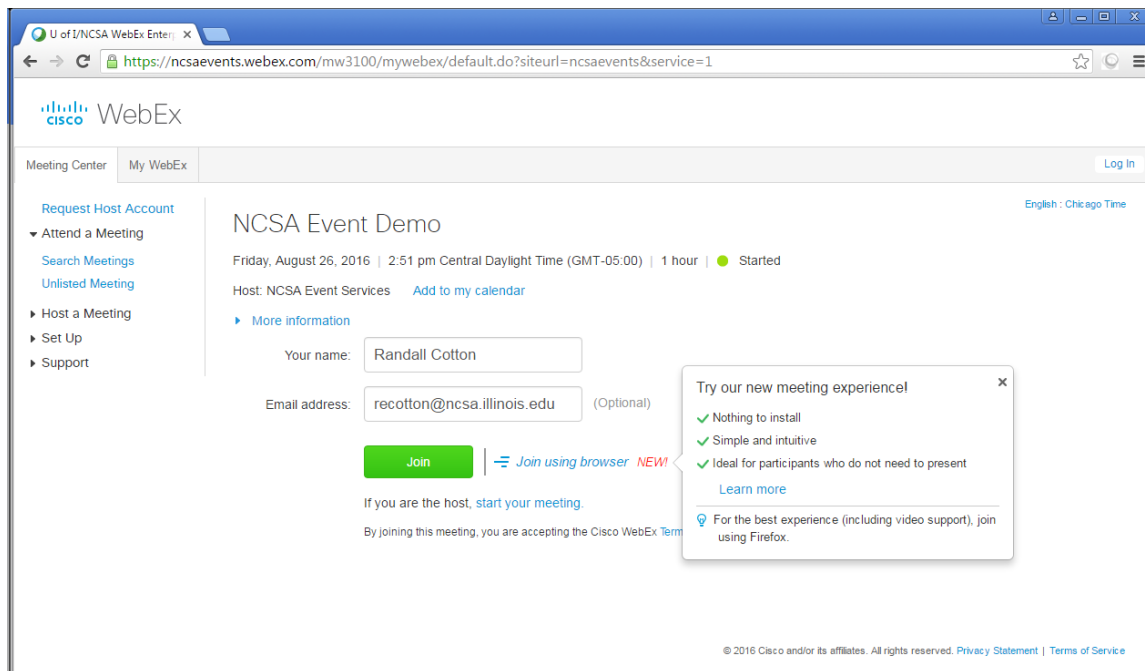 U of I/NCSA WebEx Enter
https://ncsaevents.webex.com/mw3100/mywebex/default.do?siteurl=ncsaevents&service=1
CISCO WebEx
Meeting Center My WebEx Log In
English : Chicago Time
Request Host Account
Attend a Meeting
Search Meetings
Unlisted Meeting
Host a Meeting
Set Up
Support
NCSA Event Demo
Friday, August 26, 2016 | 2:51 pm Central Daylight Time (GMT-05:00) | 1 hour | Started
Host: NCSA Event Services Add to my calendar
More information
Your name: Randall Cotton
Email address: recotton@ncsa.illinois.edu (Optional)
Join | Join using browser NEW!
If you are the host, start your meeting.
By joining this meeting, you are accepting the Cisco WebEx Term
Try our new meeting experience!
Nothing to install
Simple and intuitive
Ideal for participants who do not need to present
Learn more
For the best experience (including video support), join
using Firefox.
© 2016 Cisco and/or its affiliates. All rights reserved. Privacy Statement | Terms of Service